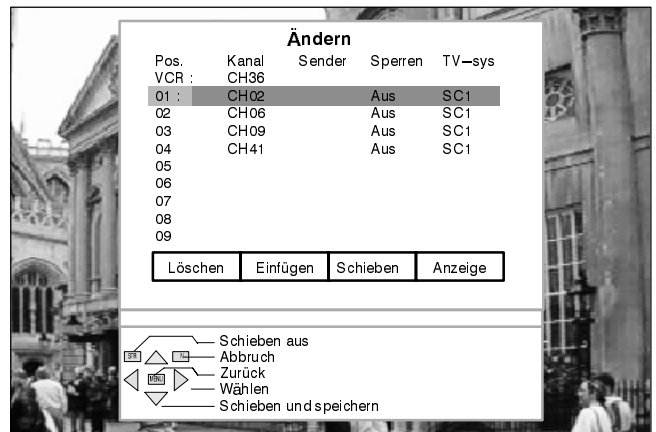 Ändern
Pos. Kanal Sender Sperren TV-sys
VCR : CH36
01 : CH02 Aus SC1
02 CH06 Aus SC1
03 CH09 Aus SC1
04 CH41 Aus SC1
05
06
07
08
09
Löschen Einfügen Schieben Anzeige
Schieben aus
STR N Abbruch
Zurück
MENU Wählen
Schieben und speichern